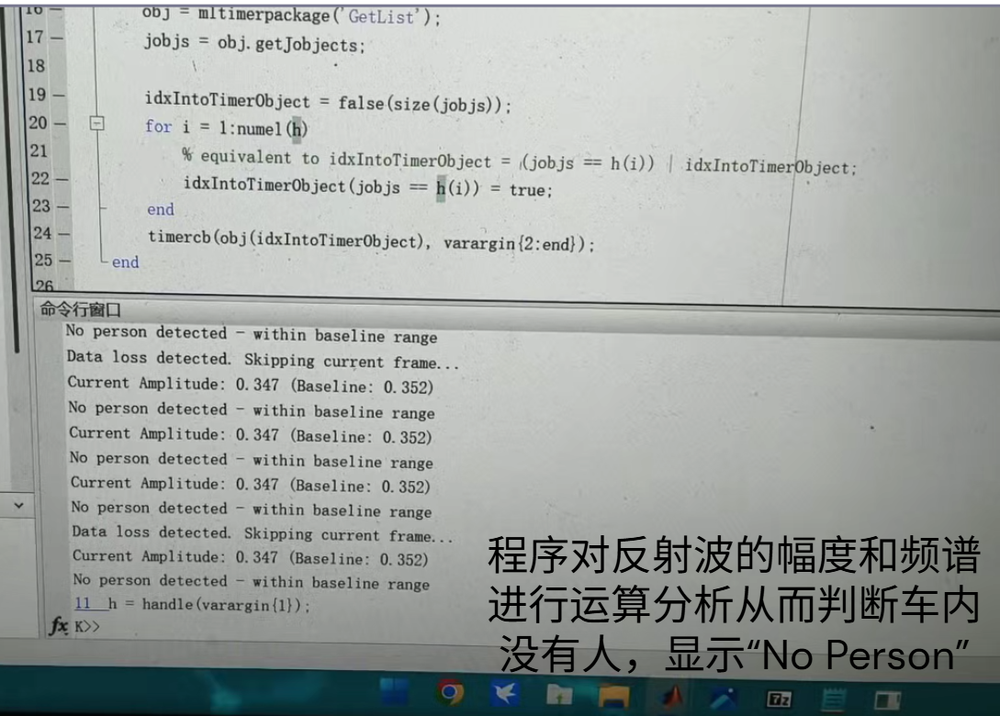 16 — obj = mltimerpackage('GetList');
17 — jobjs = obj.getJobjects;
18
19 — idxIntoTimerObject = false(size(jobjs));
20 — for i = 1:numel(h)
21 % equivalent to idxIntoTimerObject = (jobjs == h(i)) | idxIntoTimerObject;
22 — idxIntoTimerObject(jobjs == h(i)) = true;
23 — end
24 — timercb(obj(idxIntoTimerObject), varargin{2:end});
25 — end
26
命令行窗口
No person detected - within baseline range
Data loss detected. Skipping current frame...
Current Amplitude: 0.347 (Baseline: 0.352)
No person detected - within baseline range
Current Amplitude: 0.347 (Baseline: 0.352)
No person detected - within baseline range
Current Amplitude: 0.347 (Baseline: 0.352)
No person detected - within baseline range
Data loss detected. Skipping current frame...
Current Amplitude: 0.347 (Baseline: 0.352)
No person detected - within baseline range
11 h = handle(varargin{1});
fx K>>
程序对反射波的幅度和频谱
进行运算分析从而判断车内
没有人，显示“No Person”
7z